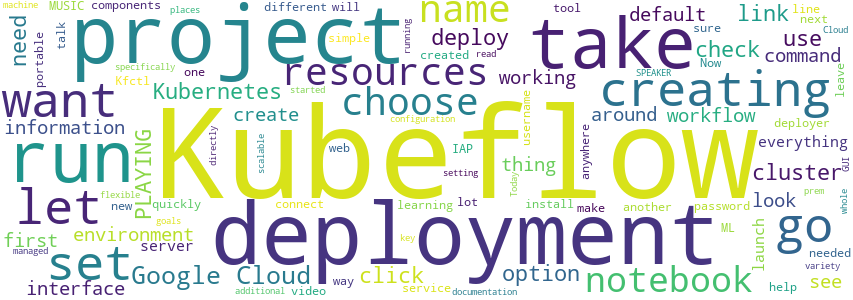 machine MUSIC components different will places
need project name take default link line next
portable talk simple running tool deploy created read sure Cloud
specifically Kfctl one resources working check use
want Kubernetes started choose SPEAKER Now command leave
information create Kubeflow around creating workflow deployer
run PLAYING directly scalable web configuration username IAP thing anywhere everything GUI
let new flexible quickly connect setting learning lot Today install make another cluster look whole
first environment deployment key password ML launch go needed
goals managed set server way click option prem variety
interface Google Cloud additional video service documentation notebook help see